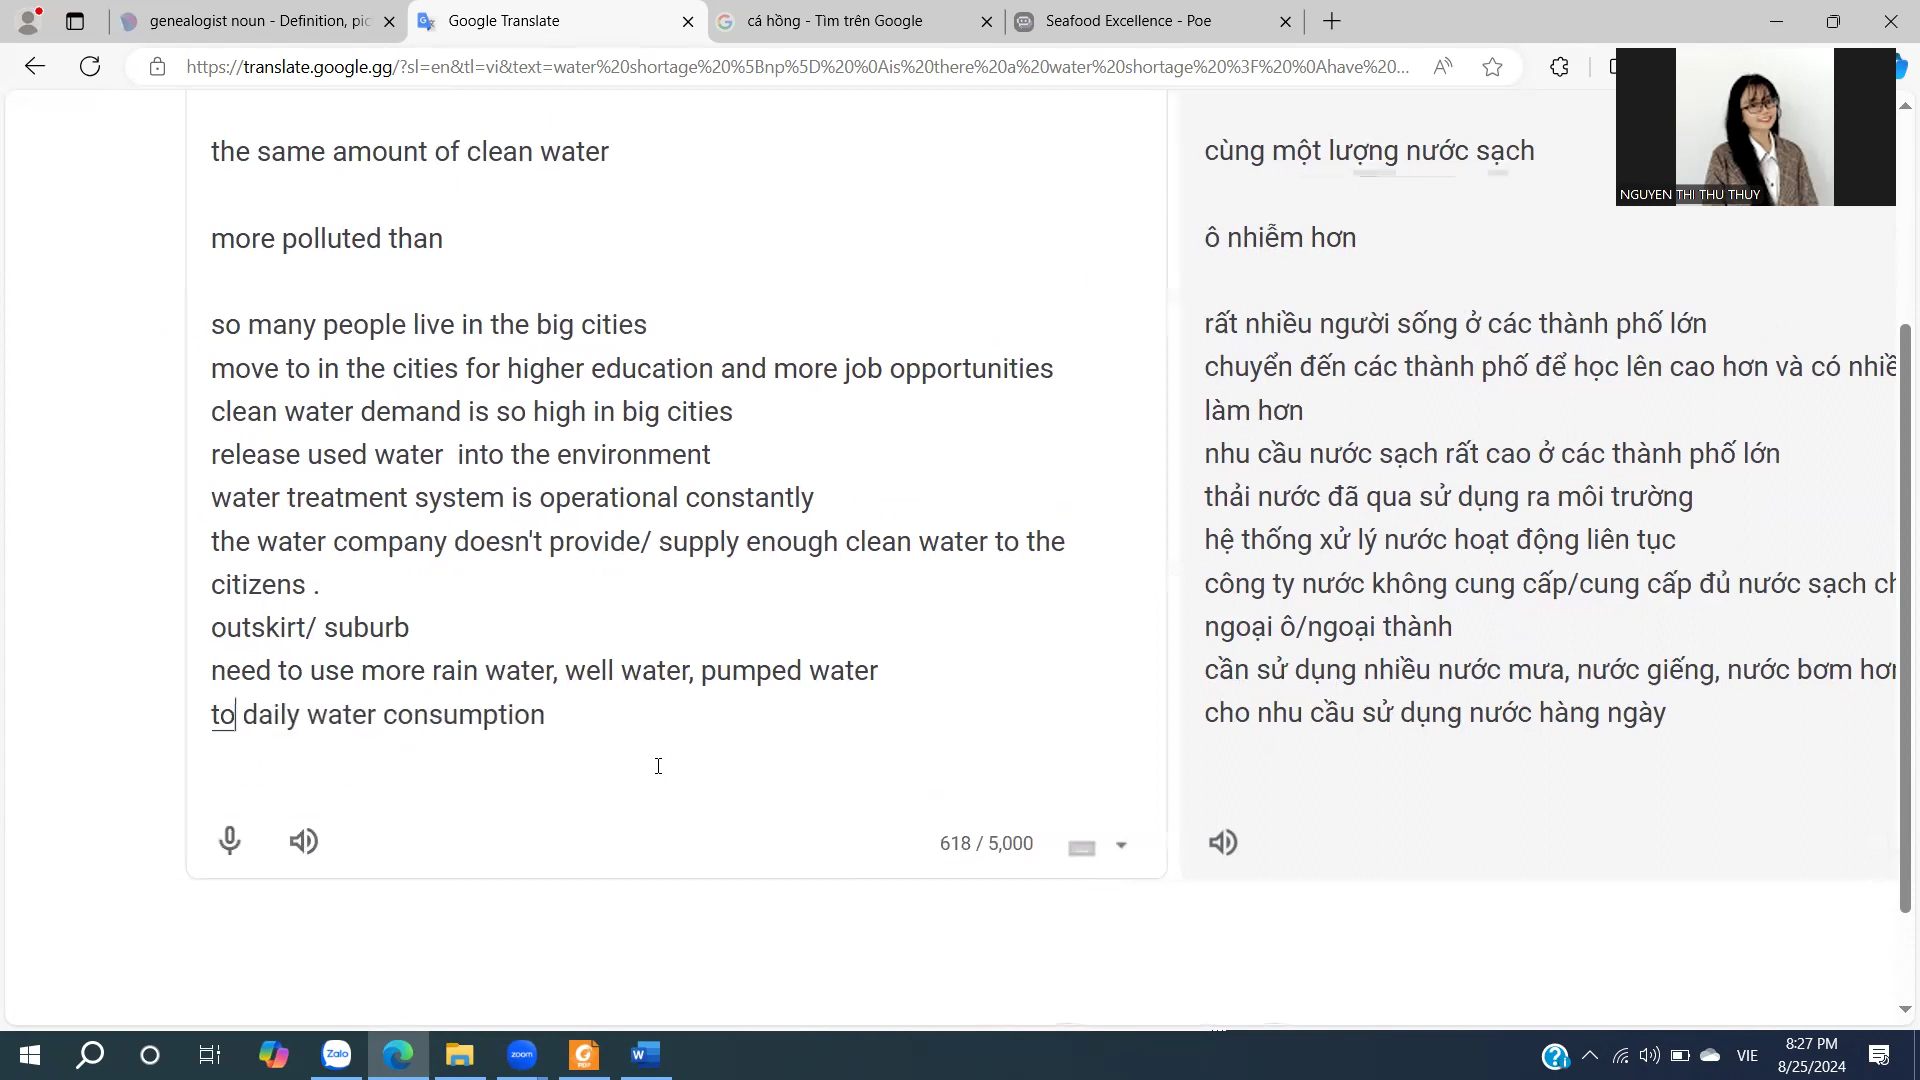 genealogist noun - Definition, pic
Google Translate
cá hồng - Tìm trên Google
Seafood Excellence - Poe
https://translate.google.gg/?sl=en&tl=vi&text=water%20shortage%20%5Bnp%5D%20%0Ais%20there%20a%20water%20shortage%20%3F%20%0Ahave%20...
NGUYEN THI THU THUY
the same amount of clean water
more polluted than
so many people live in the big cities
move to in the cities for higher education and more job opportunities
clean water demand is so high in big cities
release used water  into the environment
water treatment system is operational constantly
the water company doesn't provide/ supply enough clean water to the
citizens .
outskirt/ suburb
need to use more rain water, well water, pumped water
to daily water consumption
618 / 5,000
cùng một lượng nước sạch
ô nhiễm hơn
rất nhiều người sống ở các thành phố lớn
chuyển đến các thành phố để học lên cao hơn và có nhiề
làm hơn
nhu cầu nước sạch rất cao ở các thành phố lớn
thải nước đã qua sử dụng ra môi trường
hệ thống xử lý nước hoạt động liên tục
công ty nước không cung cấp/cung cấp đủ nước sạch ch
ngoại ô/ngoại thành
cần sử dụng nhiều nước mưa, nước giếng, nước bơm hơn
cho nhu cầu sử dụng nước hàng ngày
Zalo
zoom
PDF
W
VIE
8:27 PM
8/25/2024